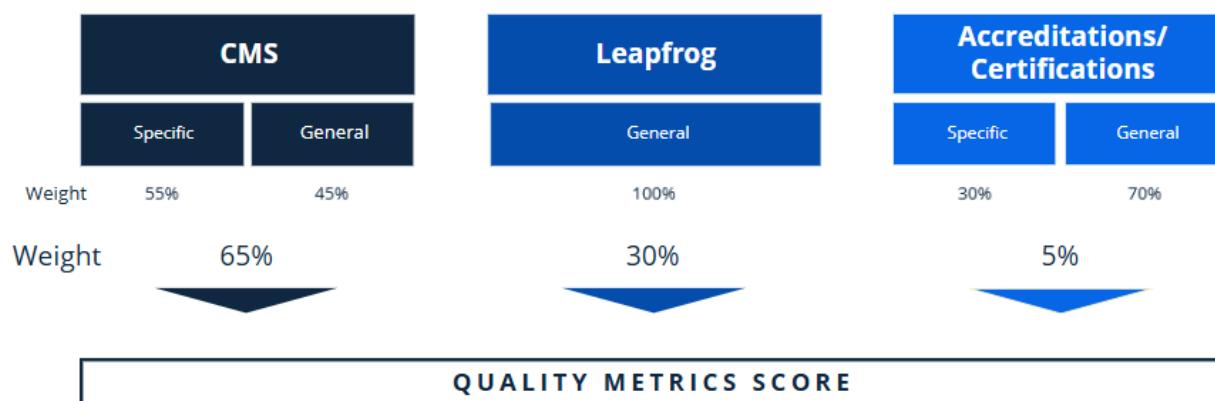 CMS
Leapfrog
Accreditations/
Certifications
Specific
General
General
Specific
General
Weight
55%
45%
100%
30%
70%
Weight
65%
30%
5%
QUALITY METRICS SCORE